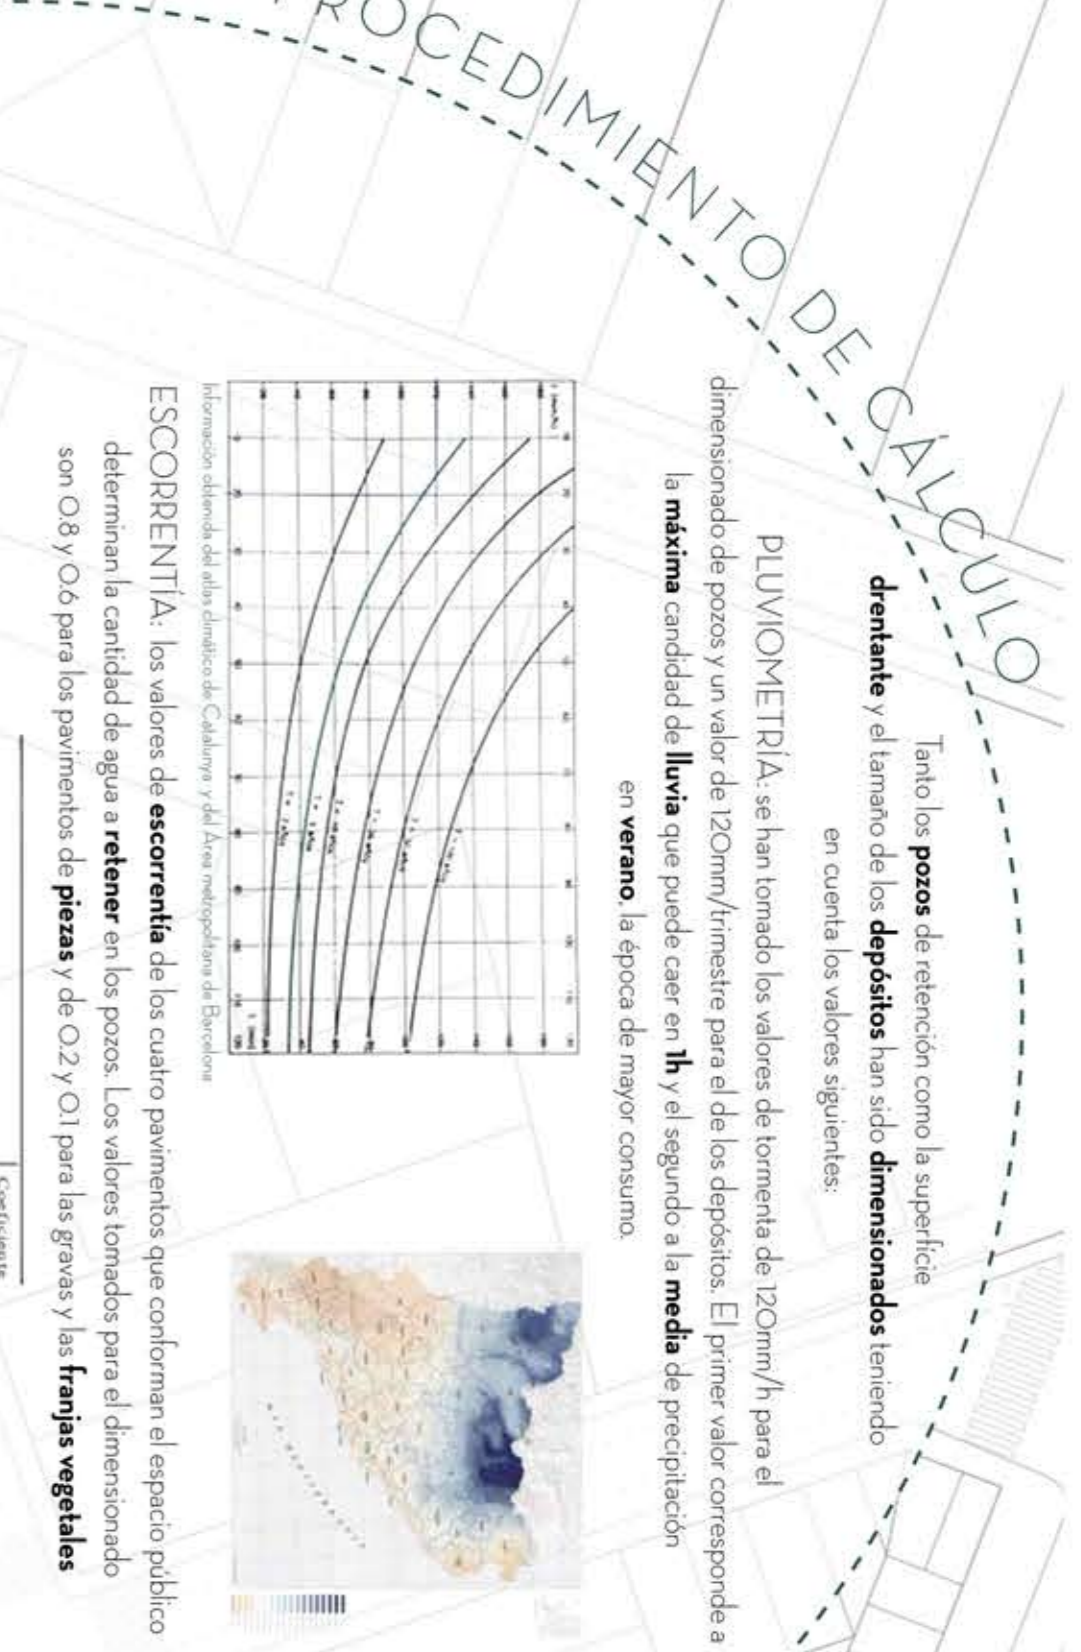 PROCEDIMIENTO DE CÁLCULO
Tanto los pozos de retención como la superficie
drentante y el tamaño de los depósitos han sido dimensionados teniendo
en cuenta los valores siguientes:
PLUVIOMETRÍA: se han tomado los valores de tormenta de 120mm/h para el
dimensionado de pozos y un valor de 120mm/trimestre para el de los depósitos. El primer valor corresponde a
la máxima candidad de lluvia que puede caer en 1h y el segundo a la media de precipitación
en verano, la época de mayor consumo.
Información obtenida del atlas climático de Catalunya y del Área metropolitana de Barcelona
ESCORRENTÍA: los valores de escorrentía de los cuatro pavimentos que conforman el espacio público
determinan la cantidad de agua a retener en los pozos. Los valores tomados para el dimensionado
son 0.8 y 0.6 para los pavimentos de piezas y de 0.2 y 0.1 para las gravas y las franjas vegetales
Coeficiente